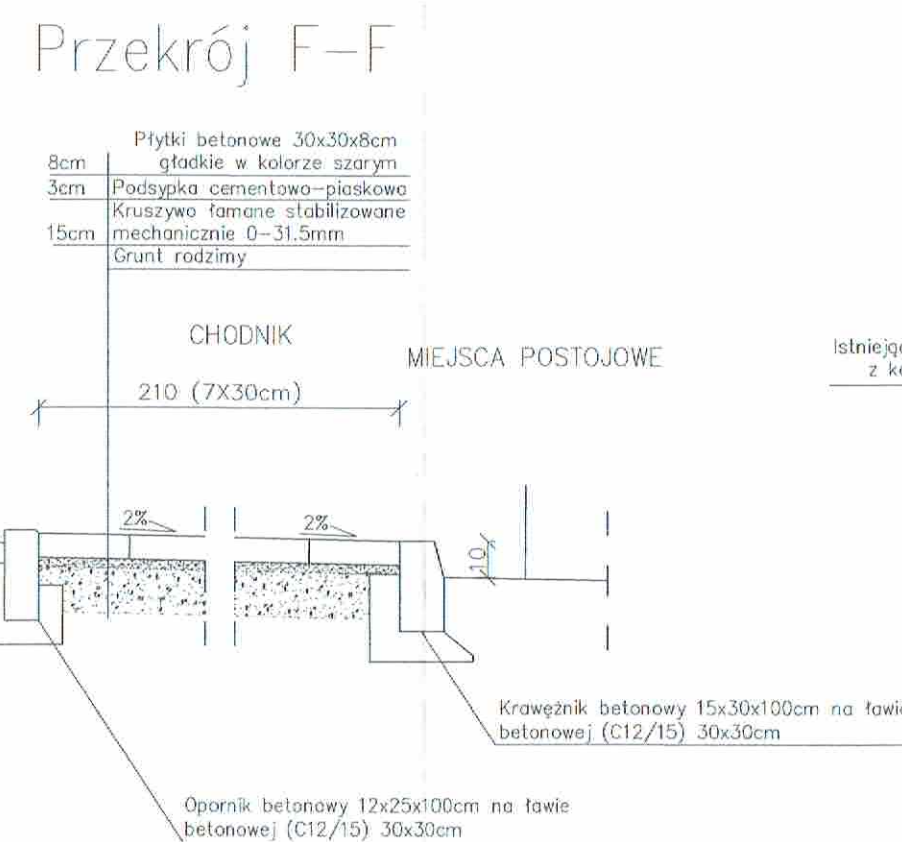 Przekrój F-F
Płytki betonowe 30x30x8cm
8cm gładkie w kolorze szarym
3cm Podsypka cementowo-piaskowa
Kruszywo łamane stabilizowane
15cm mechanicznie 0-31.5mm
Grunt rodzimy
CHODNIK
MIEJSCA POSTOJOWE
Istnieją
z k
210 (7X30cm)
2%
2%
10
Krawężnik betonowy 15x30x100cm na ławie
betonowej (C12/15) 30x30cm
Opornik betonowy 12x25x100cm na ławie
betonowej (C12/15) 30x30cm